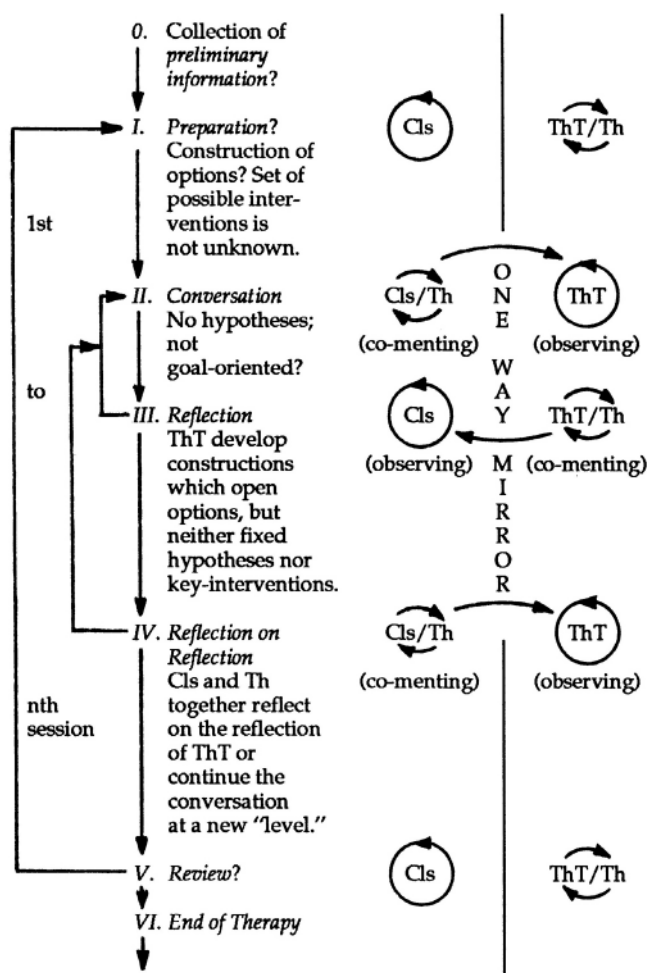 0. Collection of
preliminary
information?
I. Preparation?
Construction of
options? Set of
possible inter-
ventions is
not unknown.
1st
II. Conversation
No hypotheses;
not
goal-oriented?
to
III. Reflection
ThT develop
constructions
which open
options, but
neither fixed
hypotheses nor
key-interventions.
IV. Reflection on
Reflection
Cls and Th
together reflect
on the reflection
of ThT or
continue the
conversation
at a new "level."
nth
session
V. Review?
VI. End of Therapy
Cls
ThT/Th
Cls/Th
ThT
(co-menting)
(observing)
Cls
ThT/Th
(observing)
(co-menting)
Cls/Th
ThT
(co-menting)
(observing)
Cls
ThT/Th
O
N
E
W
A
Y
M
I
R
R
O
R